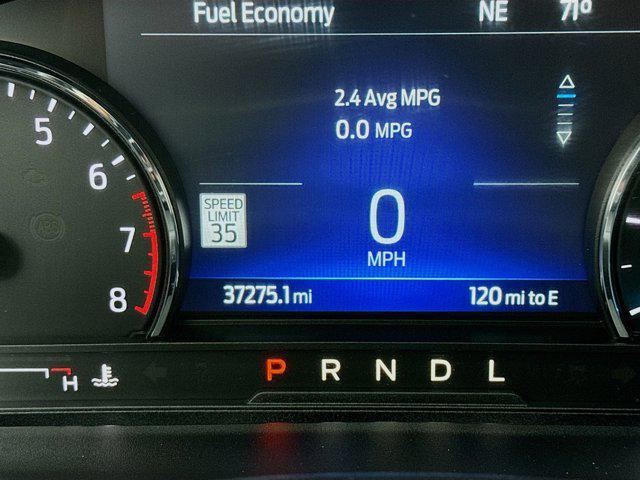 Fuel Economy NE 71°
2.4 Avg MPG
0.0 MPG
5
6
7
8
SPEED
LIMIT
35
0
MPH
37275.1 mi 120 mi to E
H
P R N D L